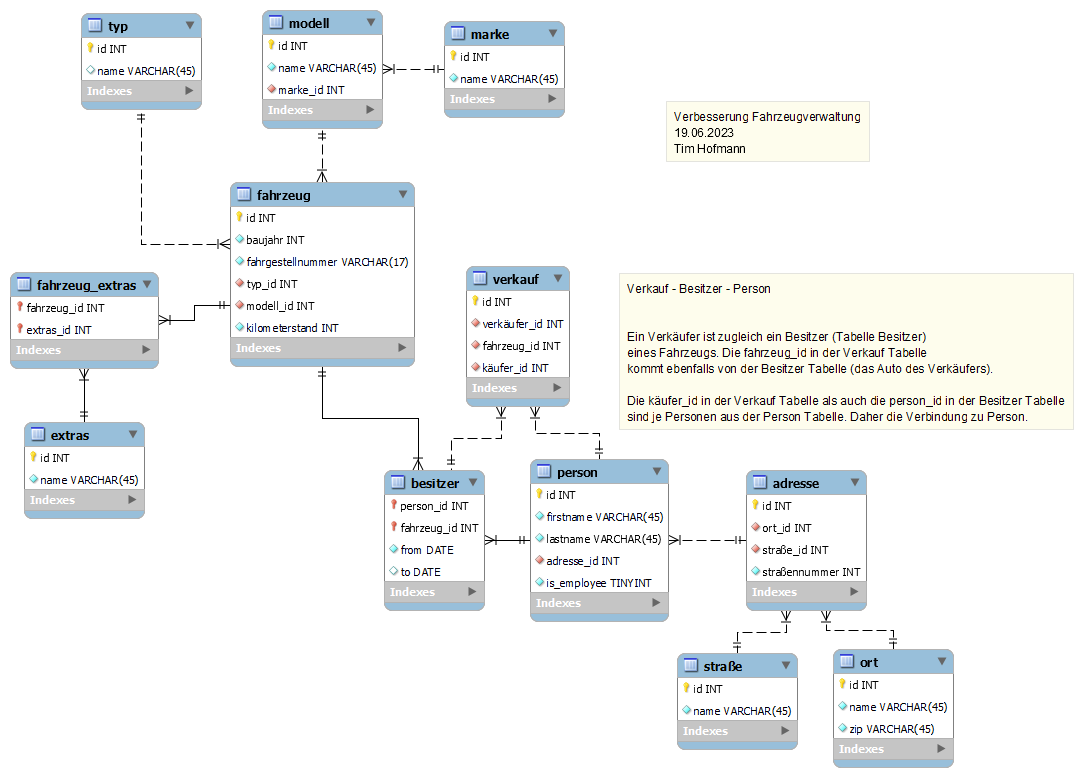 typ
id INT
name VARCHAR(45)
Indexes
modell
id INT
name VARCHAR(45)
marke_id INT
Indexes
marke
id INT
name VARCHAR(45)
Indexes
Verbesserung Fahrzeugverwaltung
19.06.2023
Tim Hofmann
fahrzeug
id INT
baujahr INT
fahrgestellnummer VARCHAR(17)
typ_id INT
modell_id INT
kilometerstand INT
Indexes
fahrzeug_extras
fahrzeug_id INT
extras_id INT
Indexes
verkauf
id INT
verkäufer_id INT
fahrzeug_id INT
käufer_id INT
Indexes
Verkauf - Besitzer - Person
Ein Verkäufer ist zugleich ein Besitzer (Tabelle Besitzer)
eines Fahrzeugs. Die fahrzeug_id in der Verkauf Tabelle
kommt ebenfalls von der Besitzer Tabelle (das Auto des Verkäufers).
Die käufer_id in der Verkauf Tabelle als auch die person_id in der Besitzer Tabelle
sind je Personen aus der Person Tabelle. Daher die Verbindung zu Person.
extras
id INT
name VARCHAR(45)
Indexes
besitzer
person_id INT
fahrzeug_id INT
from DATE
to DATE
Indexes
person
id INT
firstname VARCHAR(45)
lastname VARCHAR(45)
adresse_id INT
is_employee TINYINT
Indexes
adresse
id INT
ort_id INT
straße_id INT
straßennummer INT
Indexes
straße
id INT
name VARCHAR(45)
Indexes
ort
id INT
name VARCHAR(45)
zip VARCHAR(45)
Indexes